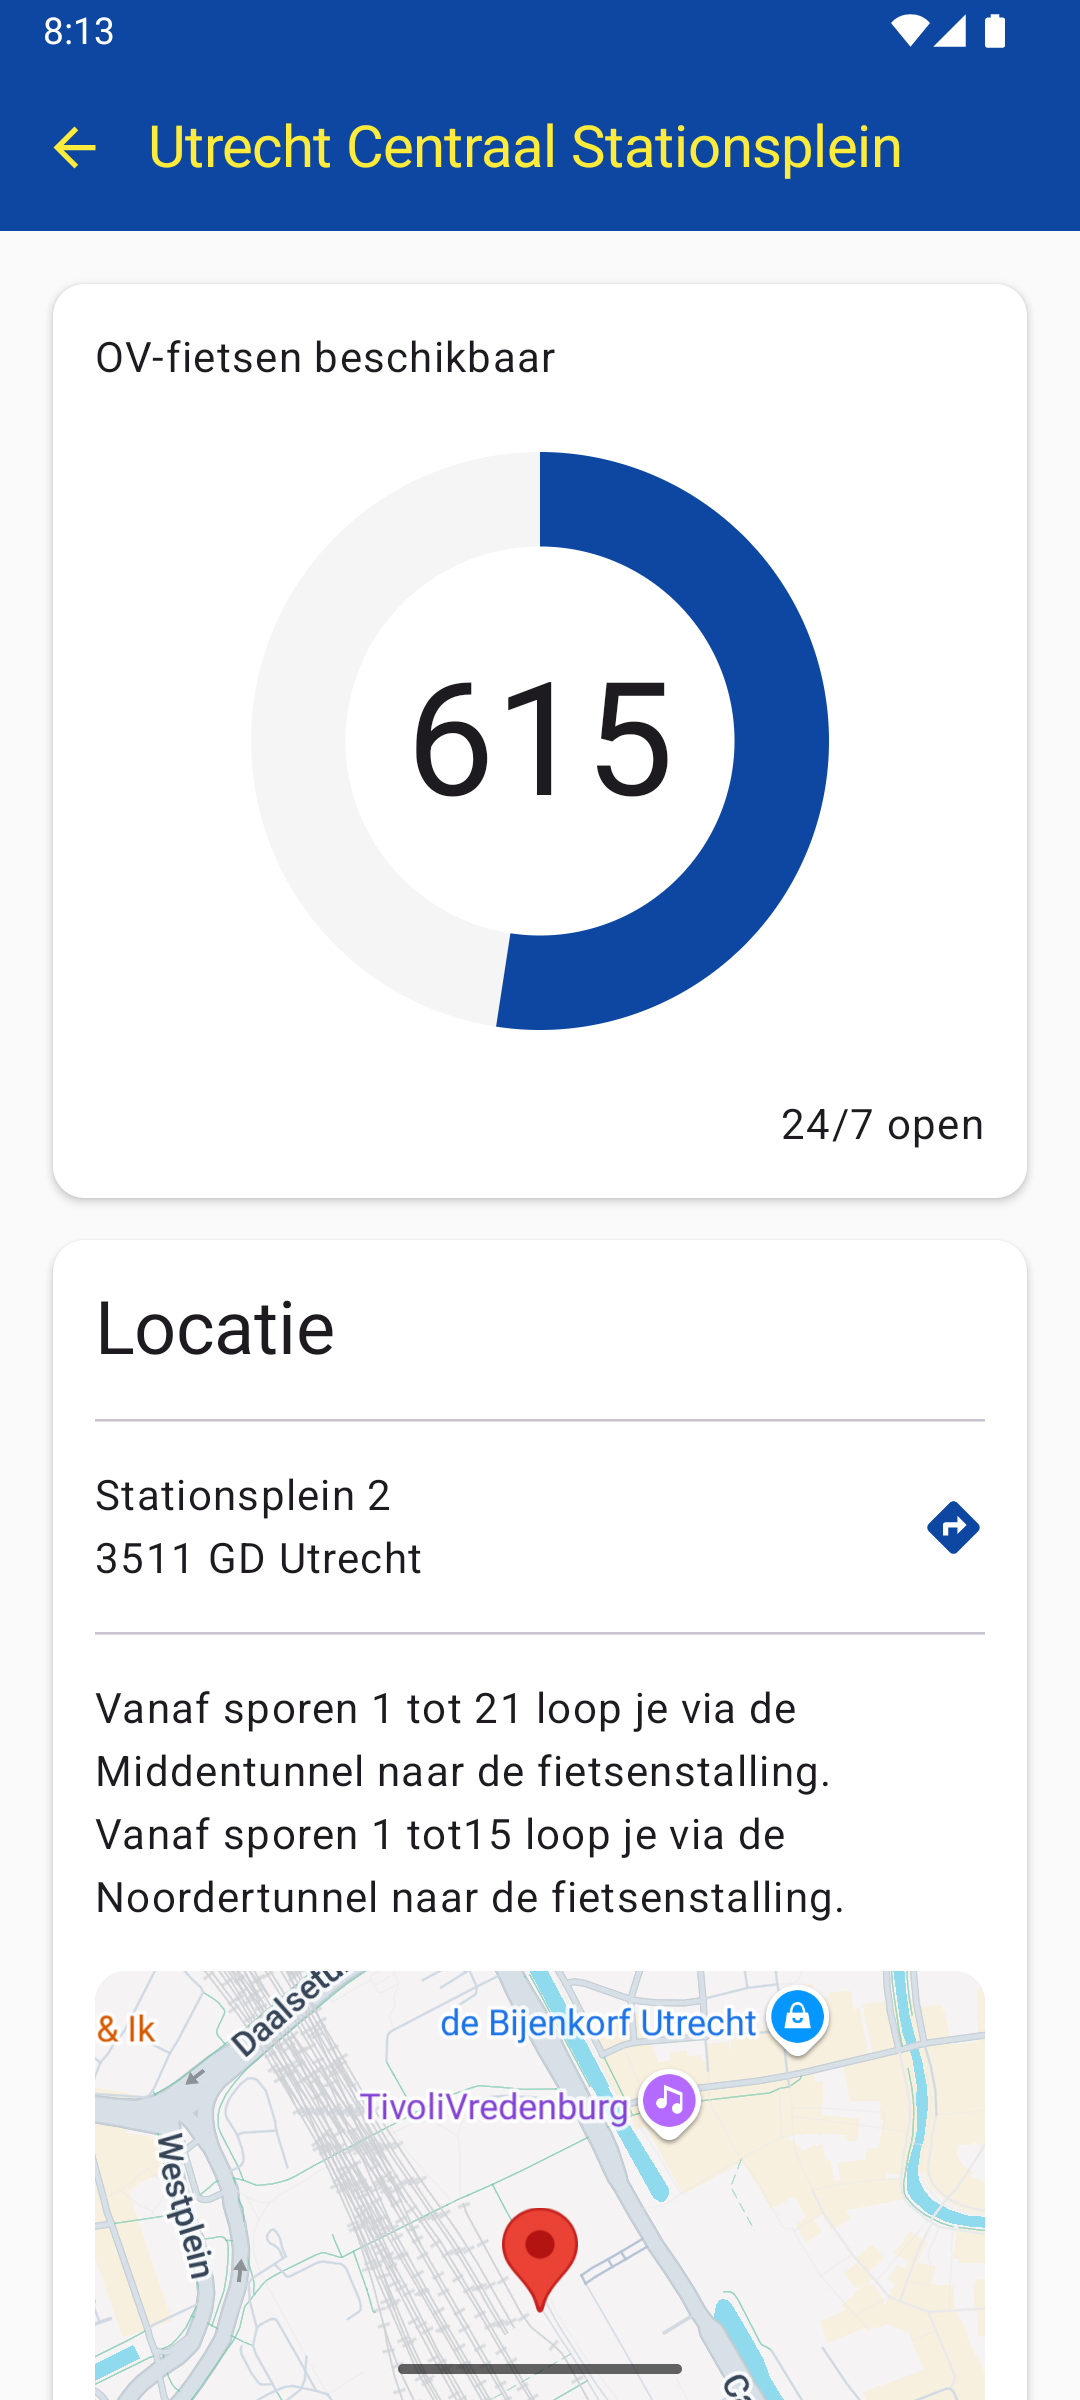 8:13
Utrecht Centraal Stationsplein
OV-fietsen beschikbaar
615
24/7 open
Locatie
Stationsplein 2
3511 GD Utrecht
Vanaf sporen 1 tot 21 loop je via de
Middentunnel naar de fietsenstalling.
Vanaf sporen 1 tot15 loop je via de
Noordertunnel naar de fietsenstalling.
& Ik
de Bijenkorf Utrecht
TivoliVredenburg
Westplein